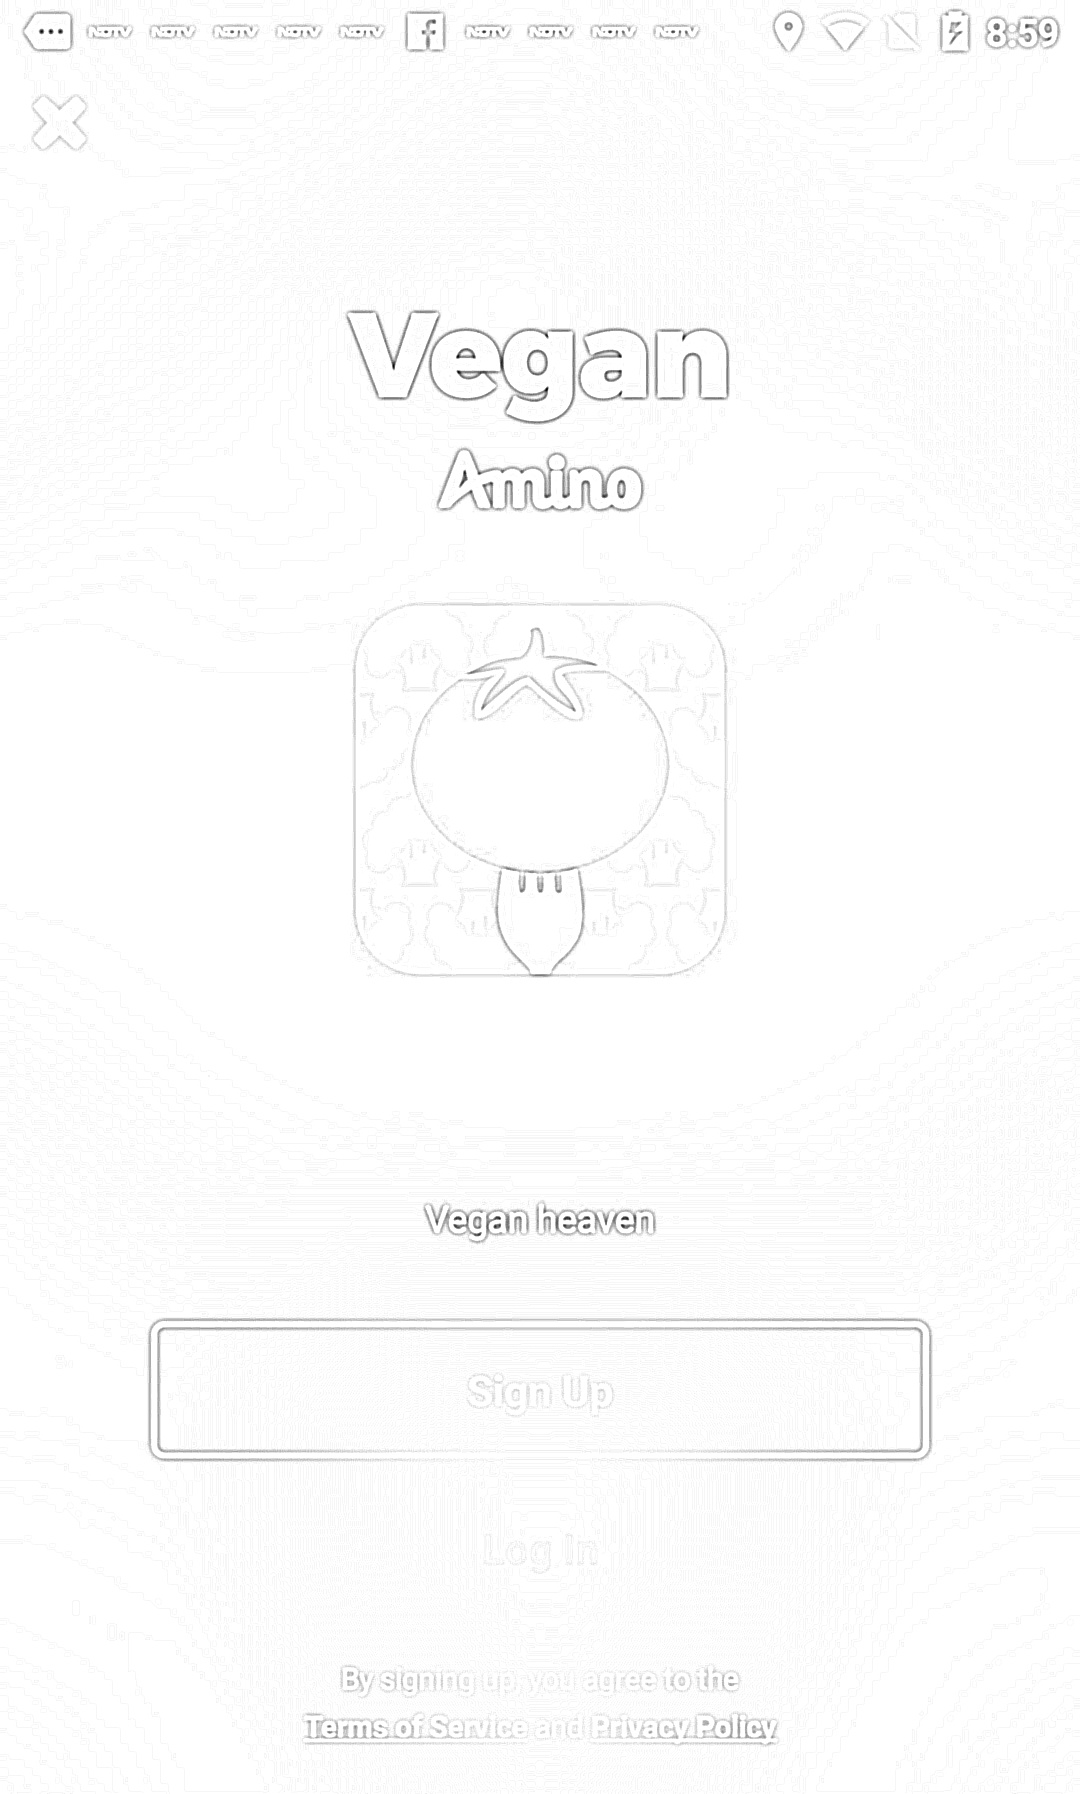 NDTV NDTV NDTV NDTV NDTV f NDTV NDTV NDTV NDTV 8:59
Vegan
Amino
Vegan heaven
Sign Up
Log In
By signing up, you agree to the
Terms of Service and Privacy Policy